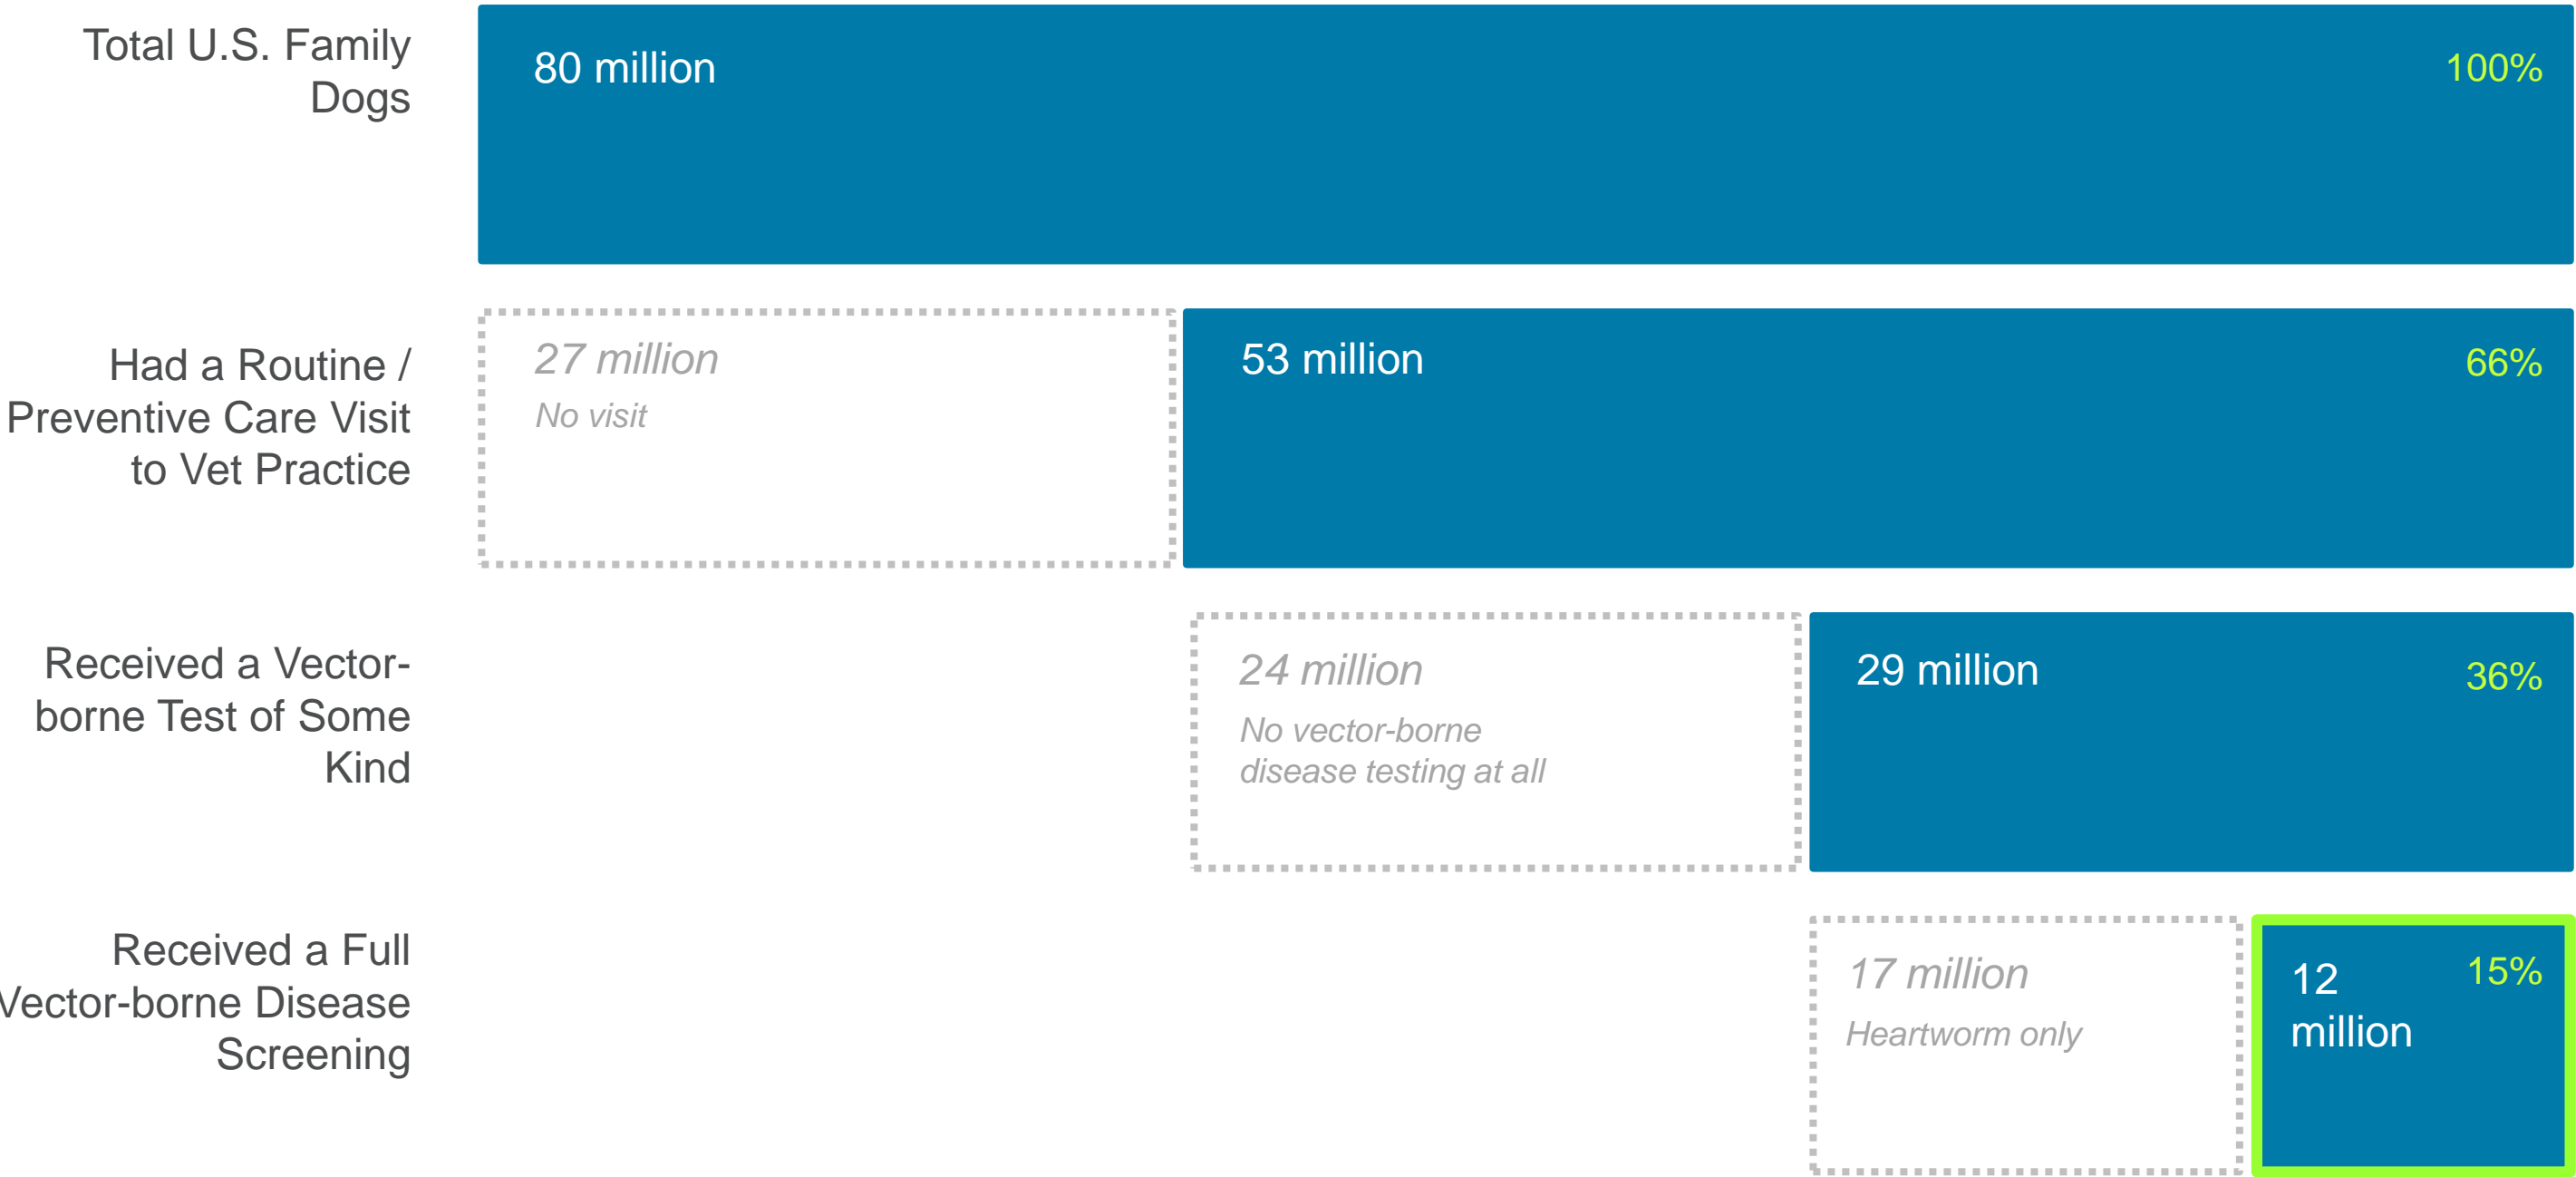 Total U.S. Family
Dogs
80 million
100%
Had a Routine /
Preventive Care Visit
to Vet Practice
27 million
No visit
53 million
66%
Received a Vector-
borne Test of Some
Kind
24 million
No vector-borne
disease testing at all
29 million
36%
Received a Full
Vector-borne Disease
Screening
17 million
Heartworm only
12
million
15%